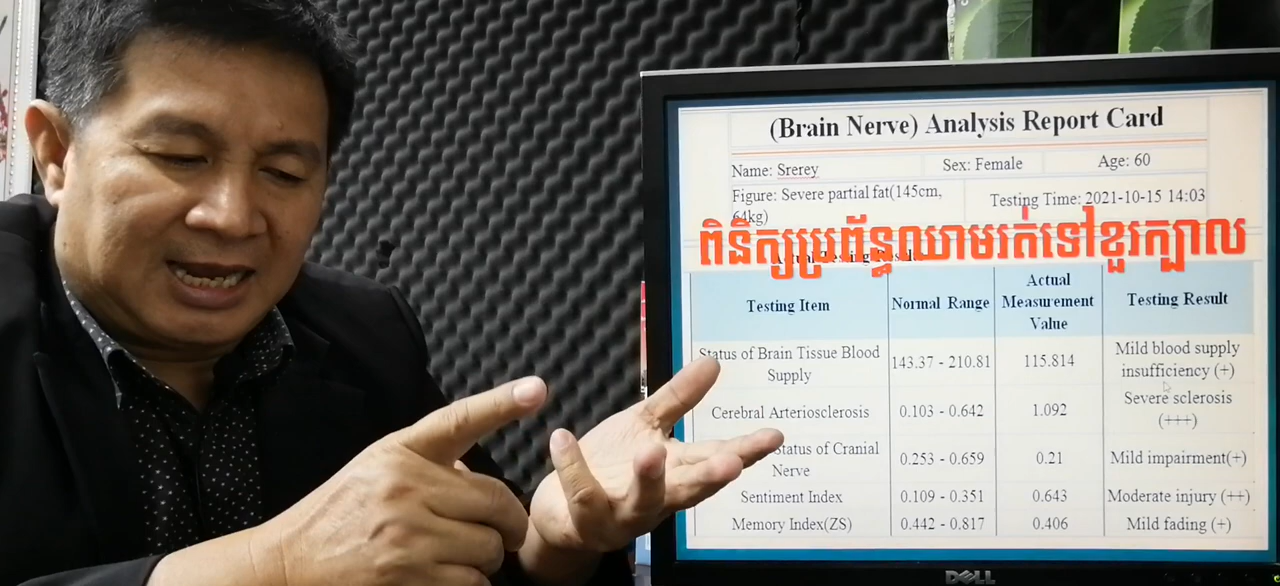 (Brain Nerve) Analysis Report Card
Name: Srerey Sex: Female Age: 60
Figure: Severe partial fat(145cm, 64kg) Testing Time: 2021-10-15 14:03
ពិនិត្យប្រព័ន្ធឈាមរត់ទៅខួរក្បាល
Actual Testing Results
Testing Item Normal Range Actual Measurement Value Testing Result
Status of Brain Tissue Blood Supply 143.37 - 210.81 115.814 Mild blood supply insufficiency (+)
Cerebral Arteriosclerosis 0.103 - 0.642 1.092 Severe sclerosis (+++)
Status of Cranial Nerve 0.253 - 0.659 0.21 Mild impairment(+)
Sentiment Index 0.109 - 0.351 0.643 Moderate injury (++)
Memory Index(ZS) 0.442 - 0.817 0.406 Mild fading (+)
DELL